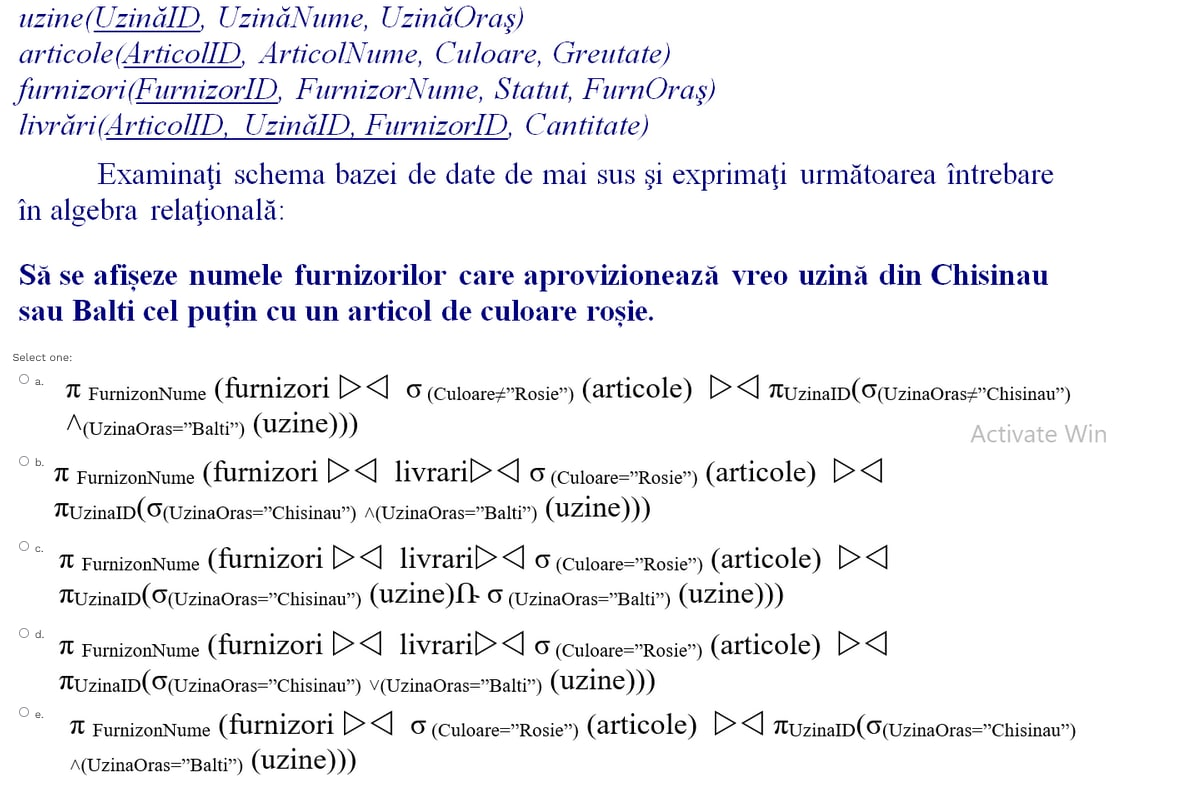 uzine(UzinăID, UzinăNume, UzinăOraş)
articole(ArticolID, ArticolNume, Culoare, Greutate)
furnizori(FurnizorID, FurnizorNume, Statut, FurnOraş)
livrări(ArticolID, UzinăID, FurnizorID, Cantitate)
Examinaţi schema bazei de date de mai sus şi exprimaţi următoarea întrebare
în algebra relaţională:
Să se afișeze numele furnizorilor care aprovizionează vreo uzină din Chisinau
sau Balti cel puțin cu un articol de culoare roșie.
Select one:
a. π FurnizonNume (furnizori ▷◁ σ (Culoare≠”Rosie”) (articole) ▷◁ πUzinaID(σ(UzinaOras≠”Chisinau”)
^(UzinaOras=”Balti”) (uzine)))
Activate Win
b. π FurnizonNume (furnizori ▷◁ livrari▷◁ σ (Culoare=”Rosie”) (articole) ▷◁
πUzinaID(σ(UzinaOras=”Chisinau”) ^(UzinaOras=”Balti”) (uzine)))
c. π FurnizonNume (furnizori ▷◁ livrari▷◁ σ (Culoare=”Rosie”) (articole) ▷◁
πUzinaID(σ(UzinaOras=”Chisinau”) (uzine)Ո σ (UzinaOras=”Balti”) (uzine)))
d. π FurnizonNume (furnizori ▷◁ livrari▷◁ σ (Culoare=”Rosie”) (articole) ▷◁
πUzinaID(σ(UzinaOras=”Chisinau”) ˅(UzinaOras=”Balti”) (uzine)))
e. π FurnizonNume (furnizori ▷◁ σ (Culoare=”Rosie”) (articole) ▷◁ πUzinaID(σ(UzinaOras=”Chisinau”)
^(UzinaOras=”Balti”) (uzine)))